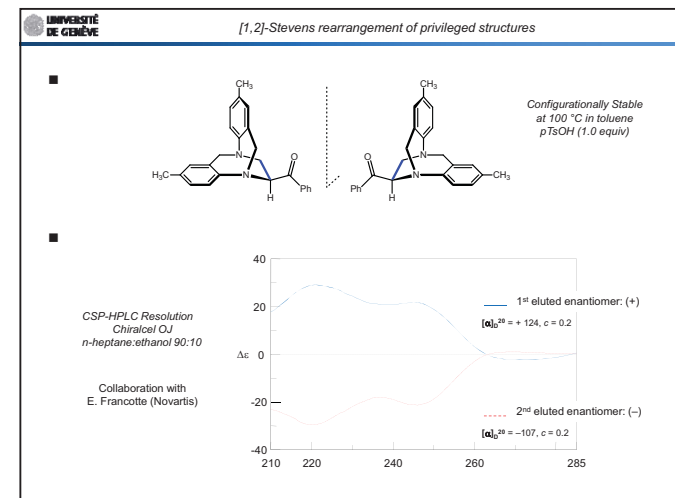 UNIVERSITÉ
DE GENÈVE
[1,2]-Stevens rearrangement of privileged structures
CH3
N
N
H3C
O
Ph
H
CH3
O
N
N
Ph
H
CH3
Configurationally Stable
at 100 °C in toluene
pTsOH (1.0 equiv)
CSP-HPLC Resolution
Chiralcel OJ
n-heptane:ethanol 90:10
Collaboration with
E. Francotte (Novartis)
40
20
Δε 0
-20
-40
210 220 240 260 285
1st eluted enantiomer: (+)
[α]D20 = + 124, c = 0.2
2nd eluted enantiomer: (–)
[α]D20 = –107, c = 0.2